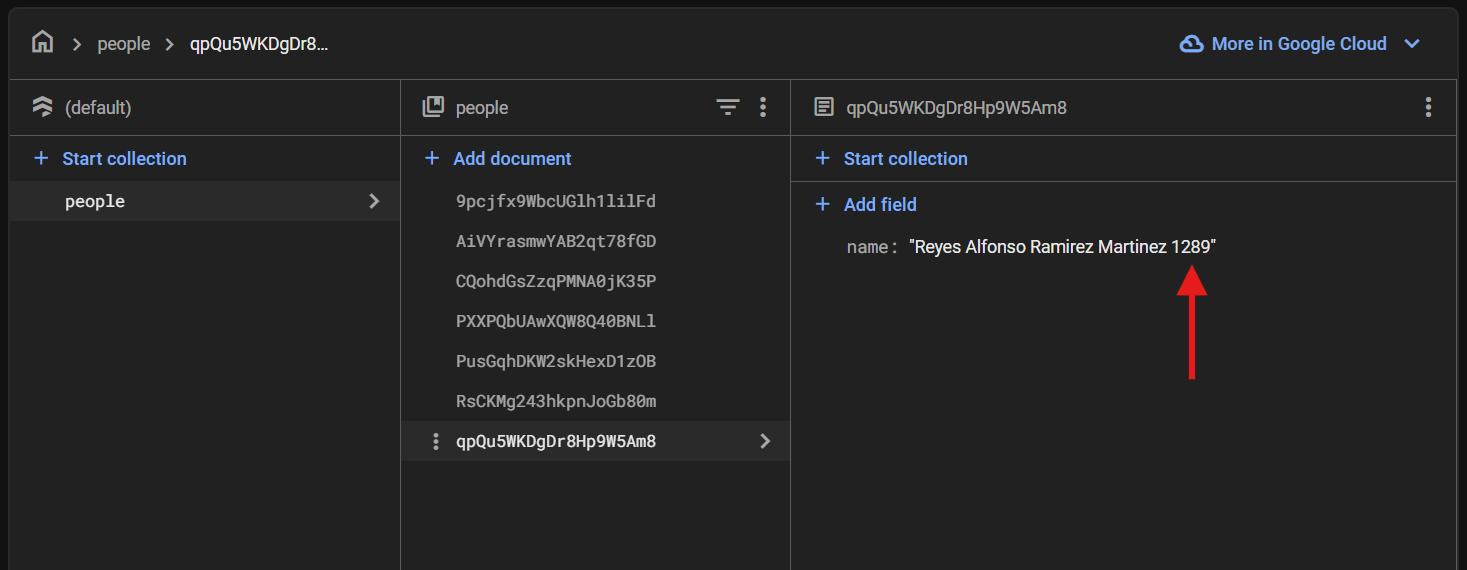 people
qpQu5WKDgDr8...
More in Google Cloud
(default)
people
qpQu5WKDgDr8Hp9W5Am8
+ Start collection
+ Add document
+ Start collection
people
9pcjfx9WbcUGlh1lilFd
+ Add field
AiVYrasmwYAB2qt78fGD
name: "Reyes Alfonso Ramirez Martinez 1289"
CQohdGsZzqPMNA0jK35P
PXXPQbUAwXQW8Q40BNLl
PusGqhDKW2skHexD1zOB
RsCKMg243hkpnJoGb80m
qpQu5WKDgDr8Hp9W5Am8